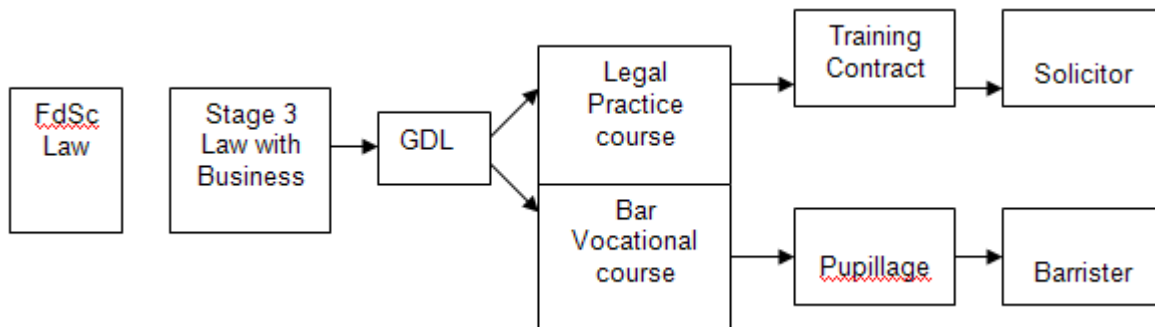 FdSc
Law
Stage 3
Law with
Business
GDL
Legal
Practice
course
Bar
Vocational
course
Training
Contract
Solicitor
Pupillage
Barrister